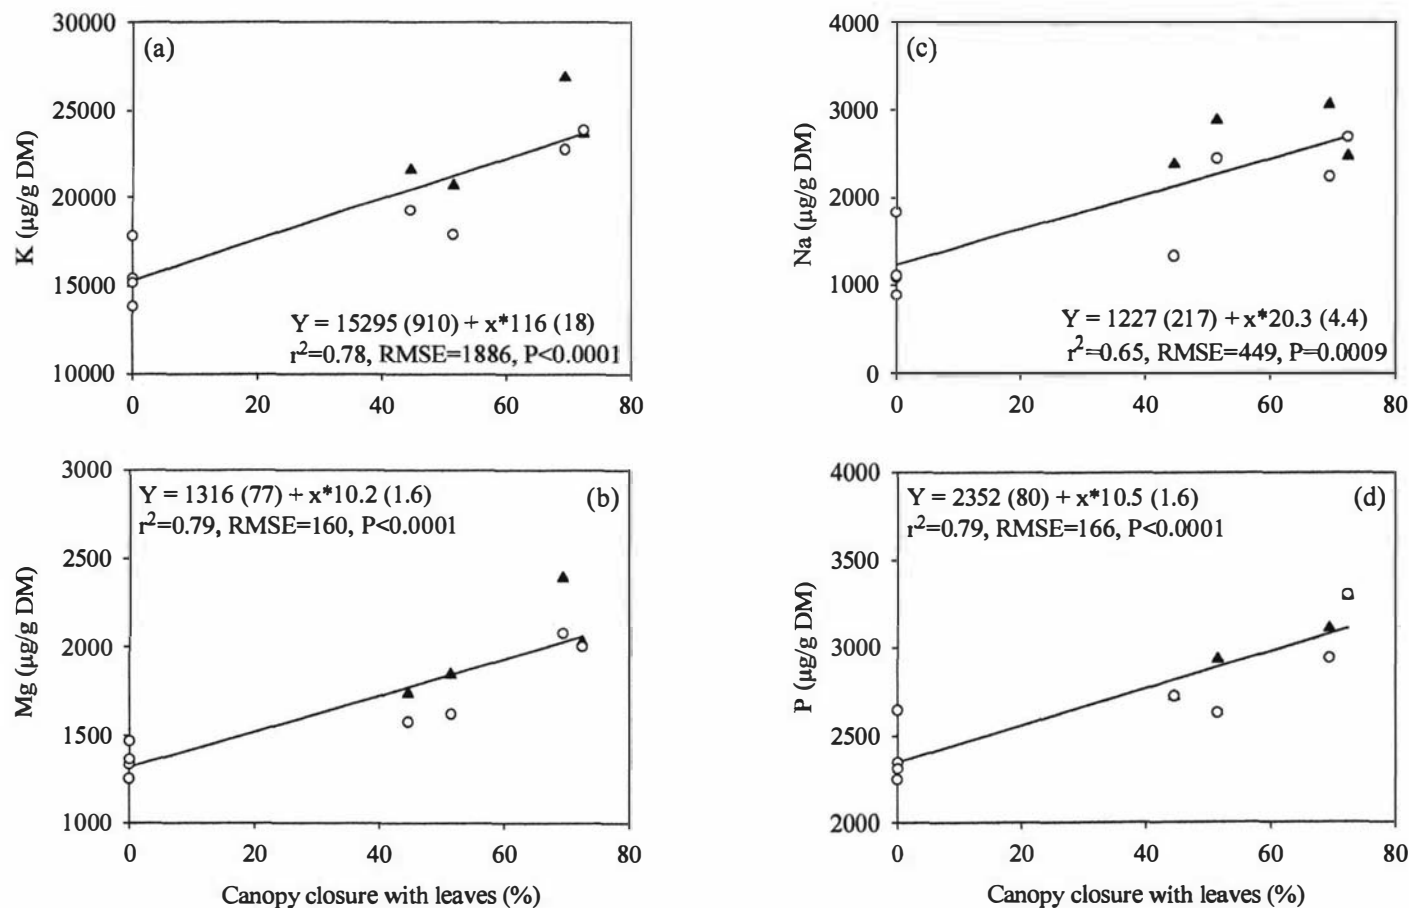 30000
25000
20000
15000
10000
K (µg/g DM)
(a)
Y = 15295 (910) + x*116 (18)
r²=0.78, RMSE=1886, P<0.0001
0 20 40 60 80
4000
3000
2000
1000
0
Na (µg/g DM)
(c)
Y = 1227 (217) + x*20.3 (4.4)
r²=0.65, RMSE=449, P=0.0009
0 20 40 60 80
3000
2500
2000
1500
1000
Mg (µg/g DM)
Y = 1316 (77) + x*10.2 (1.6)
(b)
r²=0.79, RMSE=160, P<0.0001
0 20 40 60 80
Canopy closure with leaves (%)
4000
3500
3000
2500
2000
P (µg/g DM)
Y = 2352 (80) + x*10.5 (1.6)
(d)
r²=0.79, RMSE=166, P<0.0001
0 20 40 60 80
Canopy closure with leaves (%)